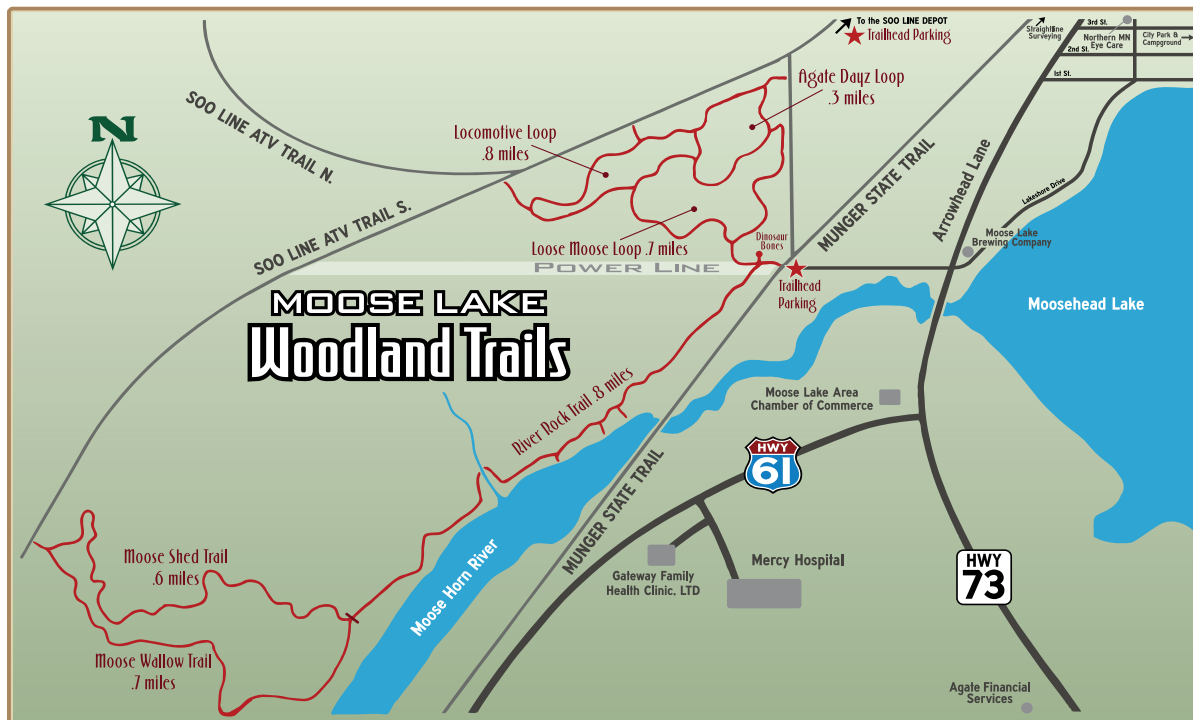 To the SOO LINE DEPOT
Trailhead Parking
Straightline
Surveying
3rd St.
Northern MN
Eye Care
City Park &
Campground
2nd St.
1st St.
Agate Dayz Loop
.3 miles
SOO LINE ATV TRAIL N.
Locomotive Loop
.8 miles
N
MUNGER STATE TRAIL
Arrowhead Lane
Lakeshore Drive
SOO LINE ATV TRAIL S.
Loose Moose Loop .7 miles
Dinosaur
Bones
Moose Lake
Brewing Company
POWER LINE
Trailhead
Parking
MOOSE LAKE
Woodland Trails
Moosehead Lake
River Rock Trail .8 miles
Moose Lake Area
Chamber of Commerce
HWY
61
MUNGER STATE TRAIL
Moose Shed Trail
.6 miles
Moose Horn River
Gateway Family
Health Clinic, LTD
Mercy Hospital
HWY
73
Moose Wallow Trail
.7 miles
Agate Financial
Services